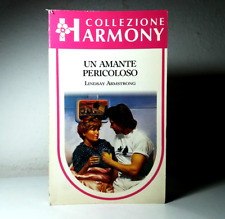 COLLEZIONE
HARMONY
UN AMANTE
PERICOLOSO
LINDSAY ARMSTRONG